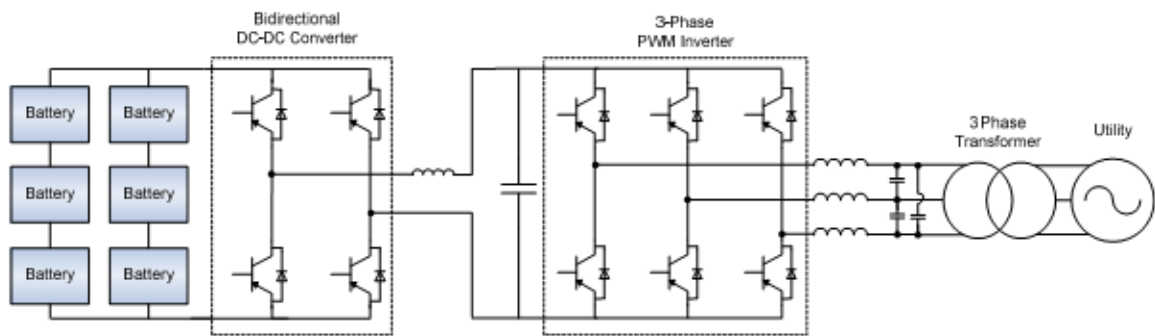 Bidirectional
DC-DC Converter
3-Phase
PWM Inverter
3 Phase
Transformer
Utility
Battery
Battery
Battery
Battery
Battery
Battery